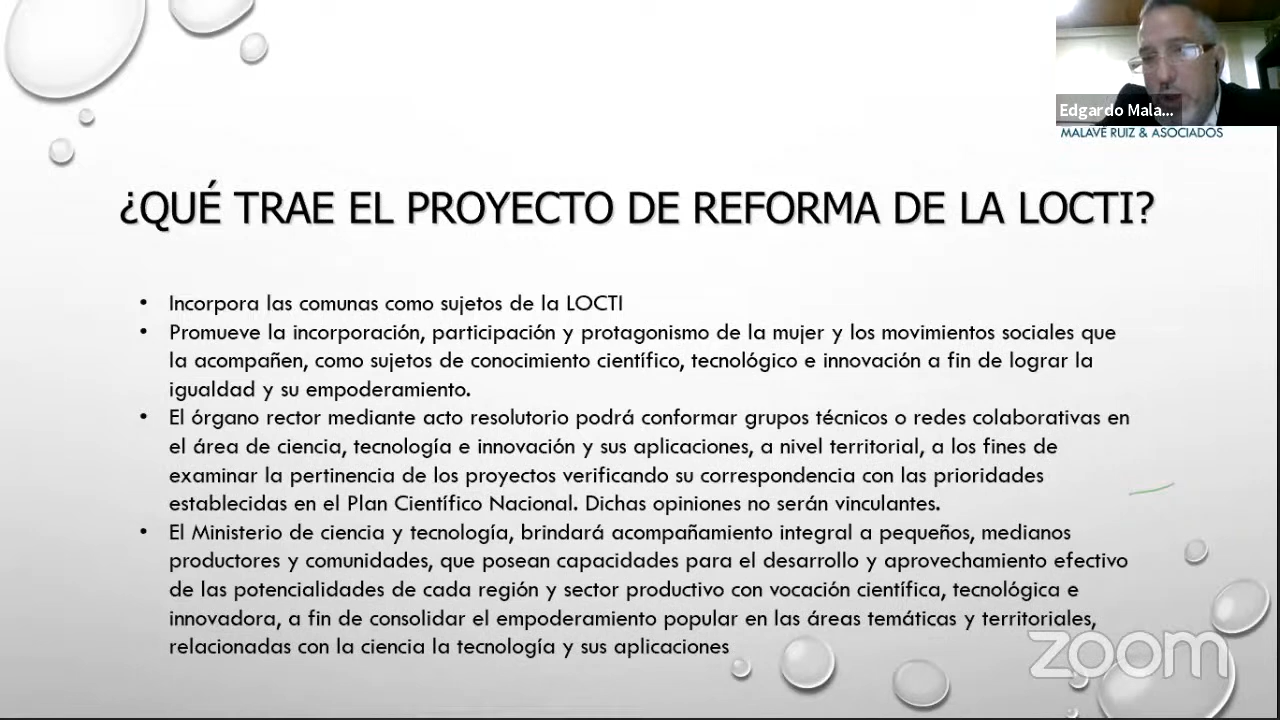 Edgardo Mala...
MALAVÉ RUIZ & ASOCIADOS
¿QUÉ TRAE EL PROYECTO DE REFORMA DE LA LOCTI?
• Incorpora las comunas como sujetos de la LOCTI
• Promueve la incorporación, participación y protagonismo de la mujer y los movimientos sociales que
la acompañen, como sujetos de conocimiento científico, tecnológico e innovación a fin de lograr la
igualdad y su empoderamiento.
• El órgano rector mediante acto resolutorio podrá conformar grupos técnicos o redes colaborativas en
el área de ciencia, tecnología e innovación y sus aplicaciones, a nivel territorial, a los fines de
examinar la pertinencia de los proyectos verificando su correspondencia con las prioridades
establecidas en el Plan Científico Nacional. Dichas opiniones no serán vinculantes.
• El Ministerio de ciencia y tecnología, brindará acompañamiento integral a pequeños, medianos
productores y comunidades, que posean capacidades para el desarrollo y aprovechamiento efectivo
de las potencialidades de cada región y sector productivo con vocación científica, tecnológica e
innovadora, a fin de consolidar el empoderamiento popular en las áreas temáticas y territoriales,
relacionadas con la ciencia la tecnología y sus aplicaciones
zoom